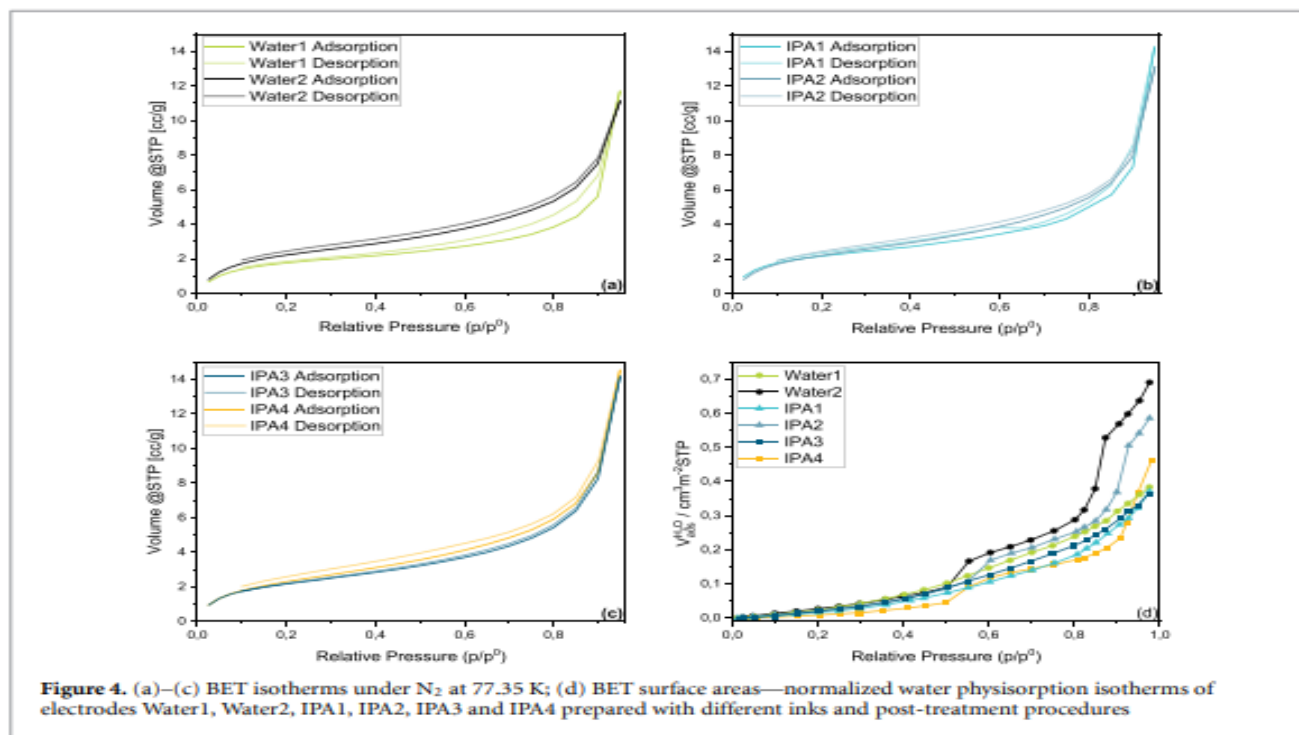 Water1 Adsorption
Water1 Desorption
Water2 Adsorption
Water2 Desorption
14
12
10
8
6
4
2
0
Volume @STP [cc/g]
0,0 0,2 0,4 0,6 0,8
Relative Pressure (p/p⁰)
(a)
IPA1 Adsorption
IPA1 Desorption
IPA2 Adsorption
IPA2 Desorption
14
12
10
8
6
4
2
0
Volume @STP [cc/g]
0,0 0,2 0,4 0,6 0,8
Relative Pressure (p/p⁰)
(b)
IPA3 Adsorption
IPA3 Desorption
IPA4 Adsorption
IPA4 Desorption
14
12
10
8
6
4
2
0
Volume @STP [cc/g]
0,0 0,2 0,4 0,6 0,8
Relative Pressure (p/p⁰)
(c)
Water1
Water2
IPA1
IPA2
IPA3
IPA4
0,7
0,6
0,5
0,4
0,3
0,2
0,1
0,0
V_ads^H₂O / cm³m⁻²STP
0,0 0,2 0,4 0,6 0,8 1,0
Relative Pressure (p/p⁰)
(d)
Figure 4. (a)–(c) BET isotherms under N₂ at 77.35 K; (d) BET surface areas—normalized water physisorption isotherms of
electrodes Water1, Water2, IPA1, IPA2, IPA3 and IPA4 prepared with different inks and post-treatment procedures